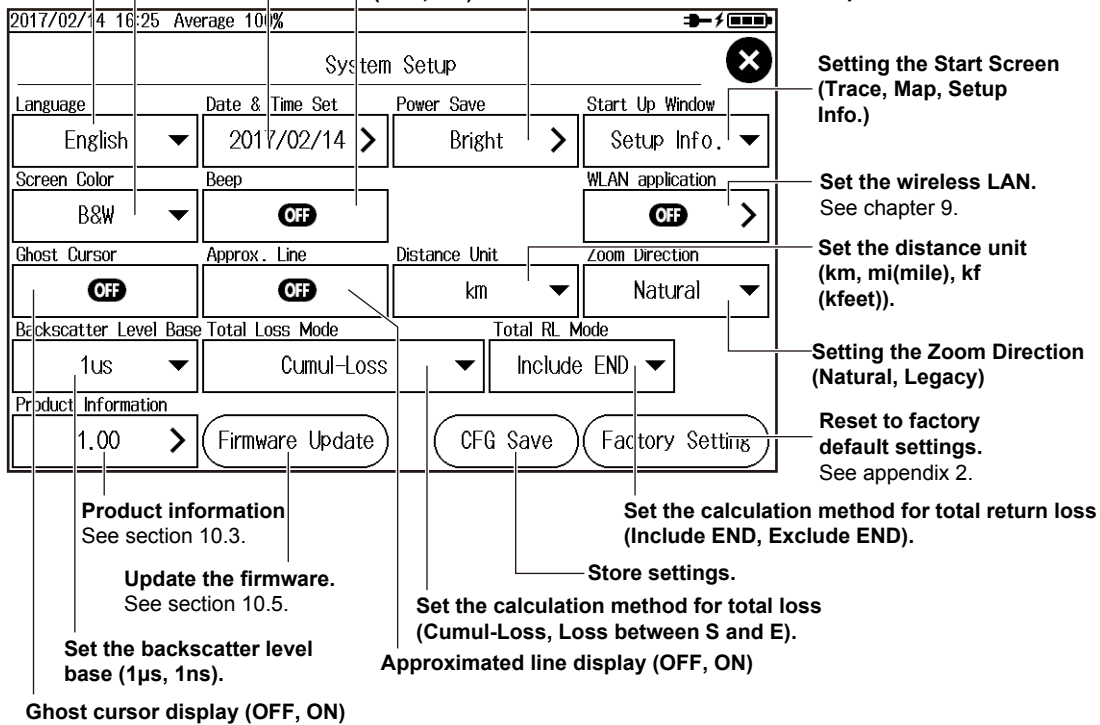 2017/02/14 16:25 Average 100%
System Setup
Language
Date & Time Set
Power Save
Start Up Window
English
2017/02/14
Bright
Setup Info.
Screen Color
Beep
WLAN application
B&W
OFF
OFF
Ghost Cursor
Approx. Line
Distance Unit
Zoom Direction
OFF
OFF
km
Natural
Backscatter Level Base
Total Loss Mode
Total RL Mode
1us
Cumul-Loss
Include END
Product Information
1.00
Firmware Update
CFG Save
Factory Setting
Setting the Start Screen
(Trace, Map, Setup
Info.)
Set the wireless LAN.
See chapter 9.
Set the distance unit
(km, mi(mile), kf
(kfeet)).
Setting the Zoom Direction
(Natural, Legacy)
Reset to factory
default settings.
See appendix 2.
Product information
See section 10.3.
Set the calculation method for total return loss
(Include END, Exclude END).
Update the firmware.
See section 10.5.
Store settings.
Set the calculation method for total loss
(Cumul-Loss, Loss between S and E).
Set the backscatter level
base (1µs, 1ns).
Approximated line display (OFF, ON)
Ghost cursor display (OFF, ON)